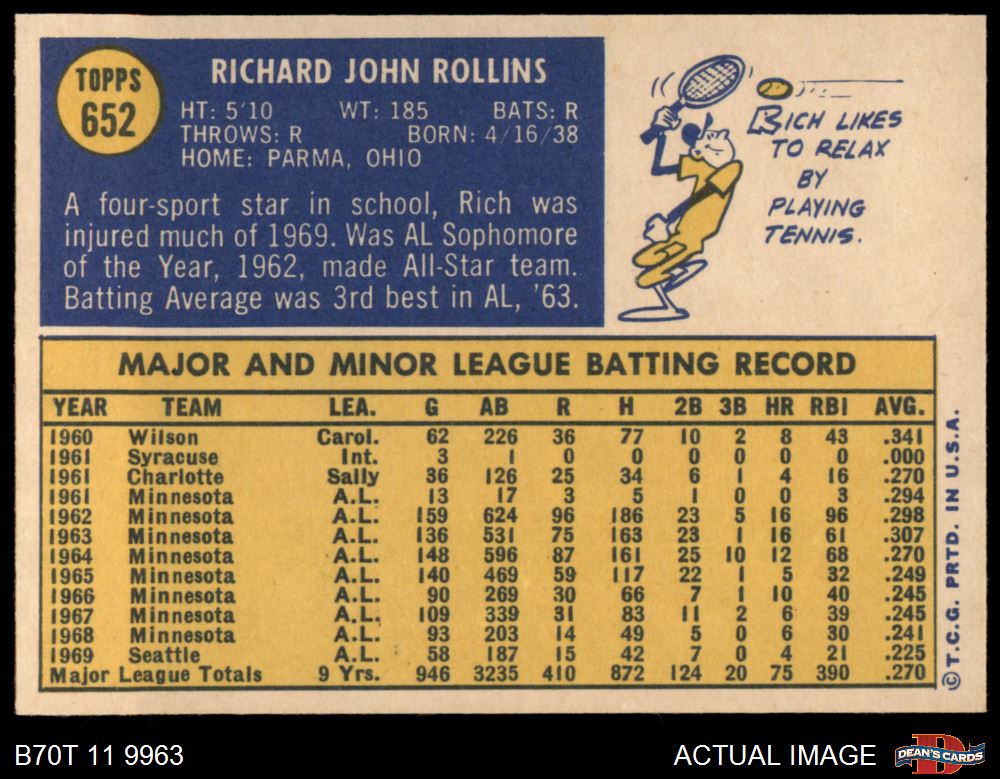 TOPPS
652
RICHARD JOHN ROLLINS
HT: 5'10 WT: 185 BATS: R
THROWS: R BORN: 4/16/38
HOME: PARMA, OHIO
A four-sport star in school, Rich was
injured much of 1969. Was AL Sophomore
of the Year, 1962, made All-Star team.
Batting Average was 3rd best in AL, '63.
RICH LIKES
TO RELAX
BY
PLAYING
TENNIS.
MAJOR AND MINOR LEAGUE BATTING RECORD
YEAR TEAM LEA. G AB R H 2B 3B HR RBI AVG.
1960 Wilson Carol. 62 226 36 77 10 2 8 43 .341
1961 Syracuse Int. 3 1 0 0 0 0 0 0 .000
1961 Charlotte Sally 36 126 25 34 6 1 4 16 .270
1961 Minnesota A.L. 13 17 3 5 1 0 0 3 .294
1962 Minnesota A.L. 159 624 96 186 23 5 16 96 .298
1963 Minnesota A.L. 136 531 75 163 23 1 16 61 .307
1964 Minnesota A.L. 148 596 87 161 25 10 12 68 .270
1965 Minnesota A.L. 140 469 59 117 22 1 5 32 .249
1966 Minnesota A.L. 90 269 30 66 7 1 10 40 .245
1967 Minnesota A.L. 109 339 31 83 11 2 6 39 .245
1968 Minnesota A.L. 93 203 14 49 5 0 6 30 .241
1969 Seattle A.L. 58 187 15 42 7 0 4 21 .225
Major League Totals 9 Yrs. 946 3235 410 872 124 20 75 390 .270
©T.C.G. PRTD. IN U.S.A.
B70T 11 9963
ACTUAL IMAGE
D
DEAN'S CARDS